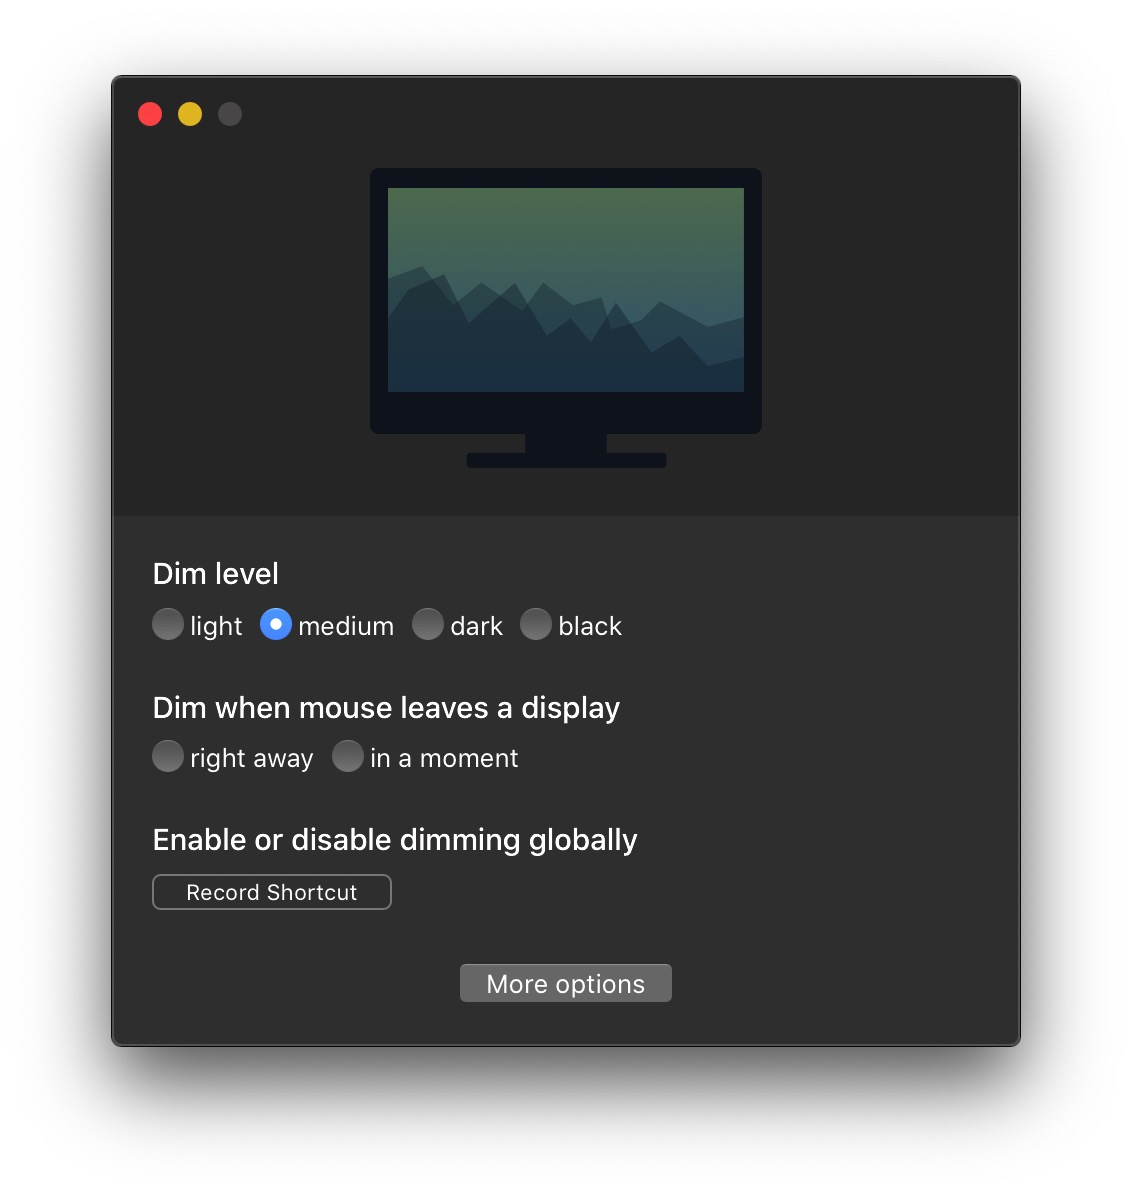 Dim level
light medium dark black
Dim when mouse leaves a display
right away in a moment
Enable or disable dimming globally
Record Shortcut
More options